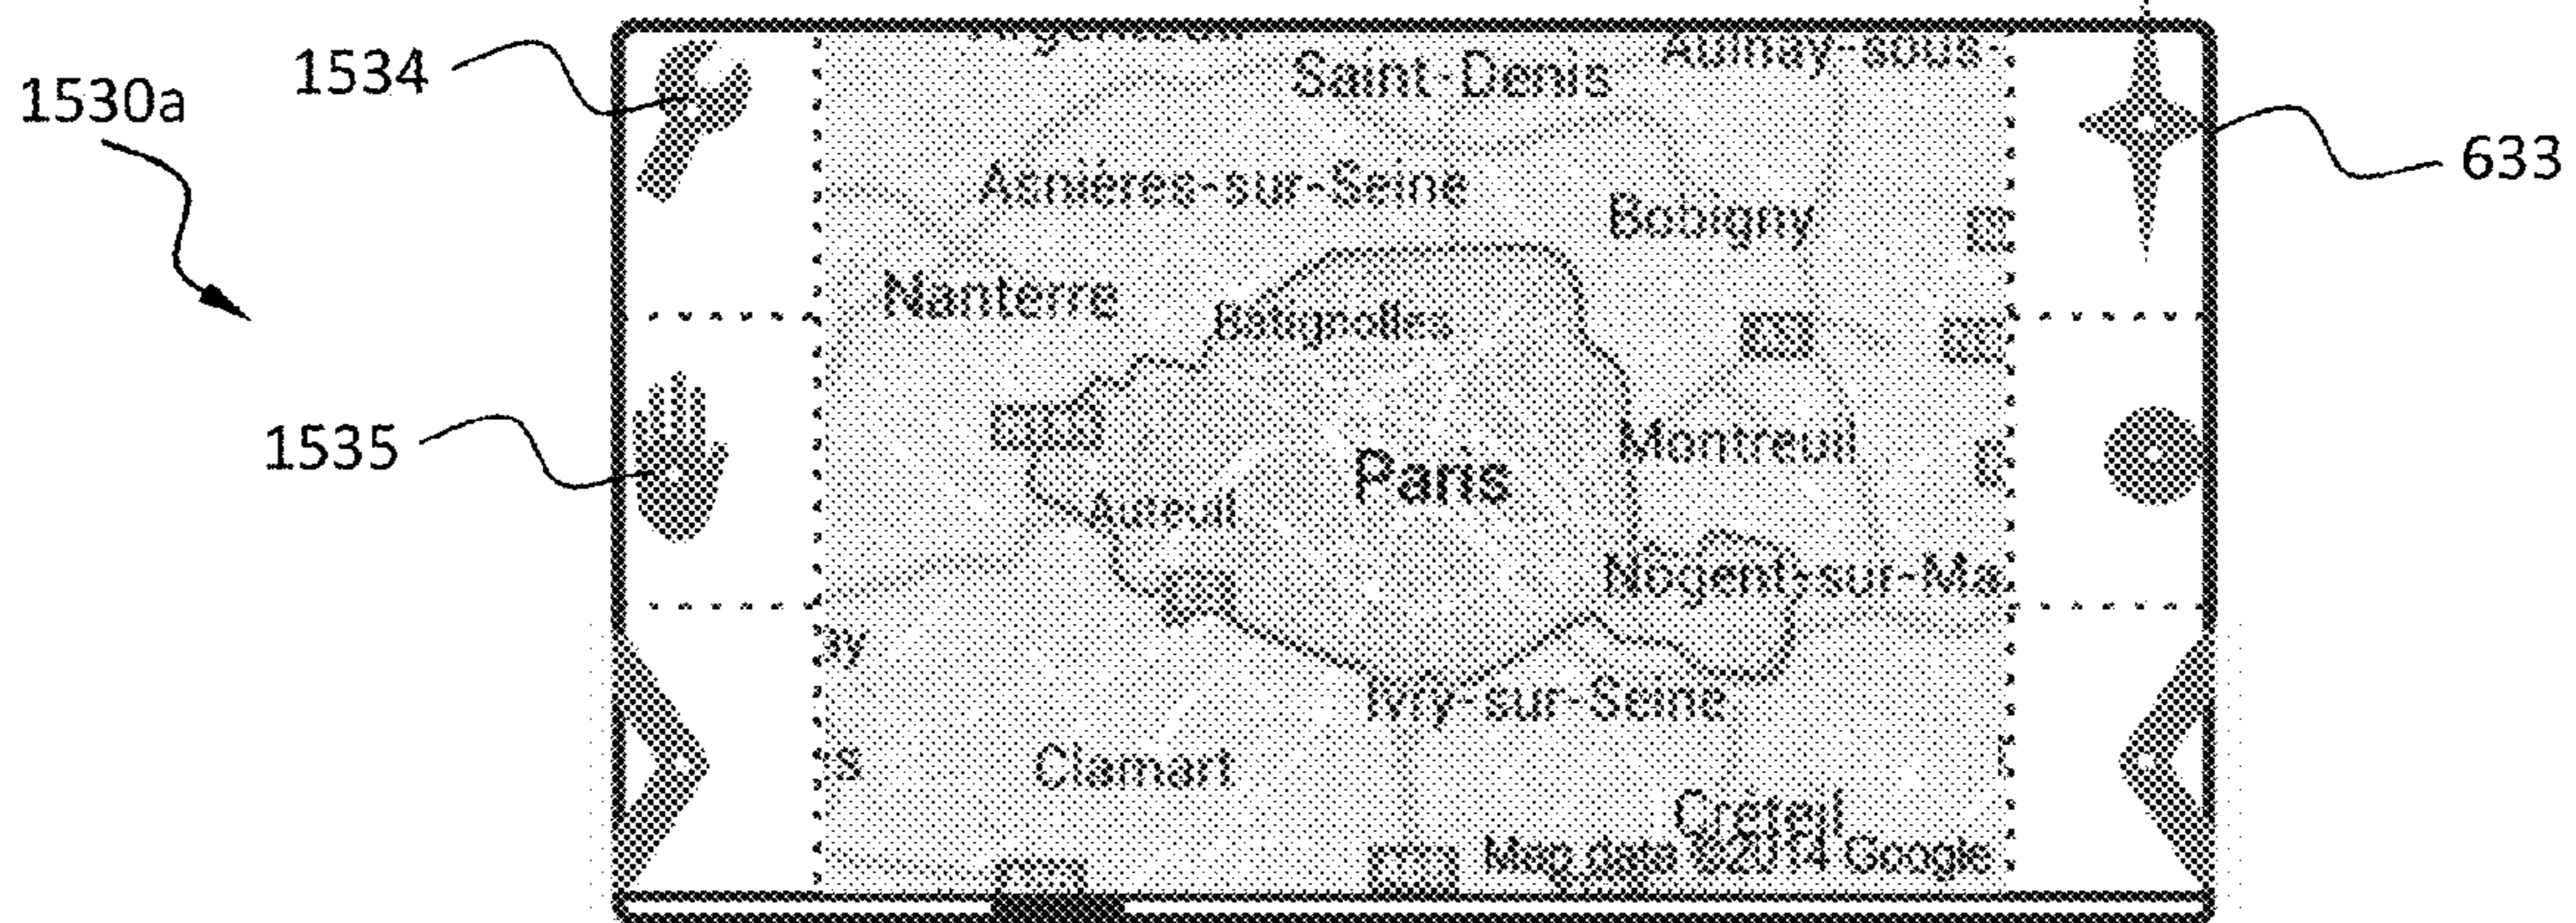 1534
1530a
Saint-Denis
Aulnay-sous-
633
Asnières-sur-Seine
Bobigny
Nanterre
Batignolles
1535
Montreuil
Paris
Auteuil
Nogent-sur-Ma
ay
Ivry-sur-Seine
s
Clamart
Créteil
Map data ©2014 Google